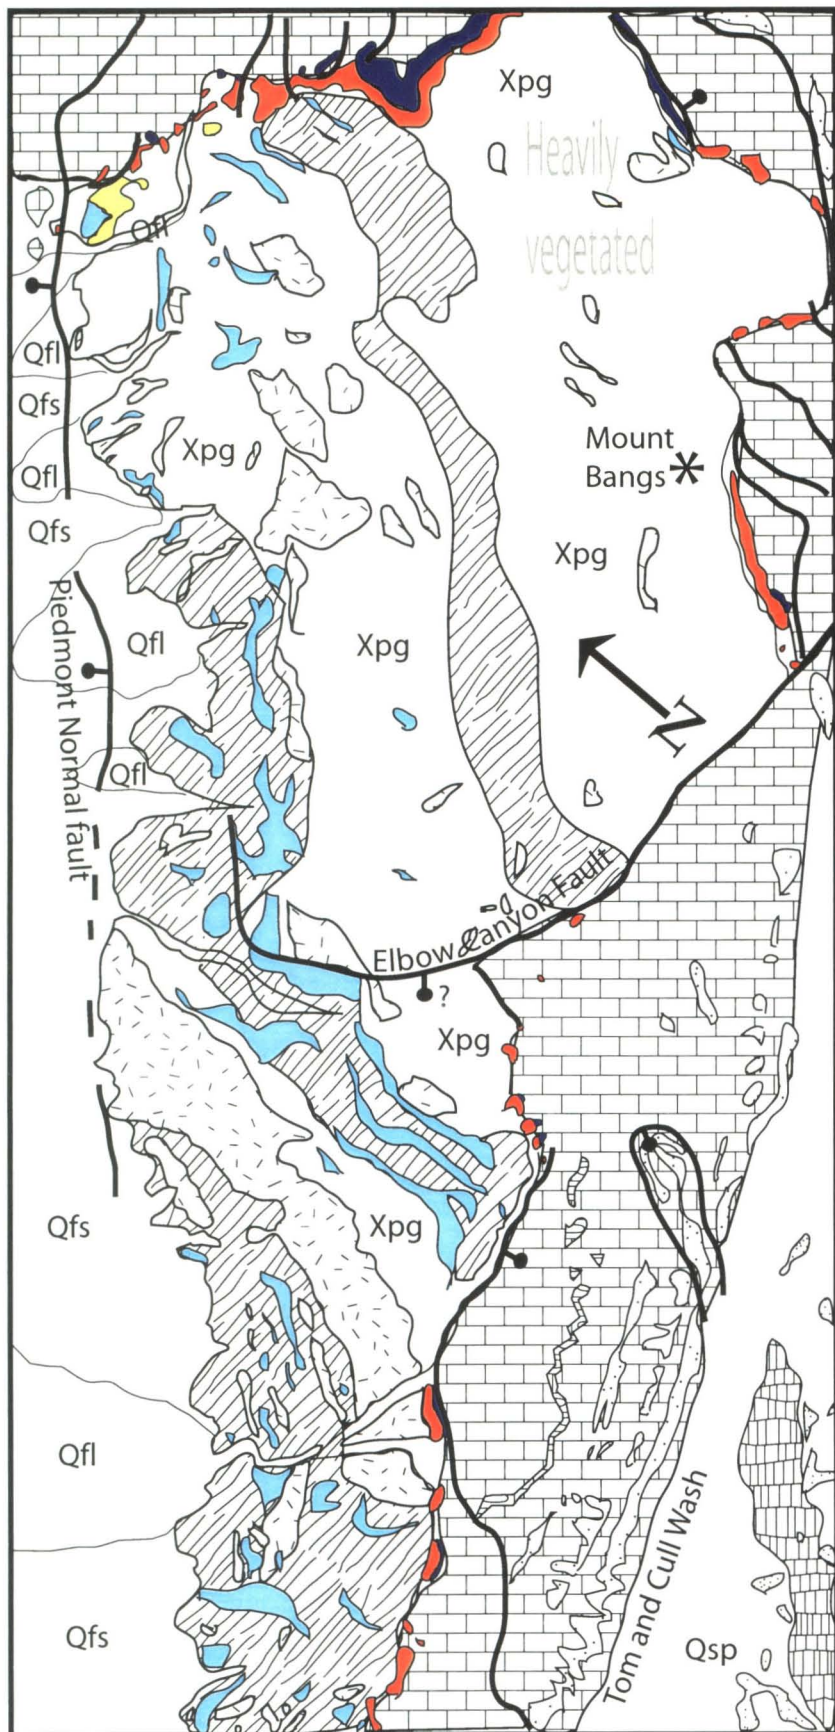 Xpg
Heavily
vegetated
Qfl
Qfl
Qfs
Xpg
Mount
Bangs
Qfl
Qfs
Xpg
Piedmont Normal fault
Qfl
Xpg
N
Qfl
Elbow Canyon Fault
?
Xpg
Qfs
Xpg
Qfl
Tom and Cull Wash
Qfs
Qsp